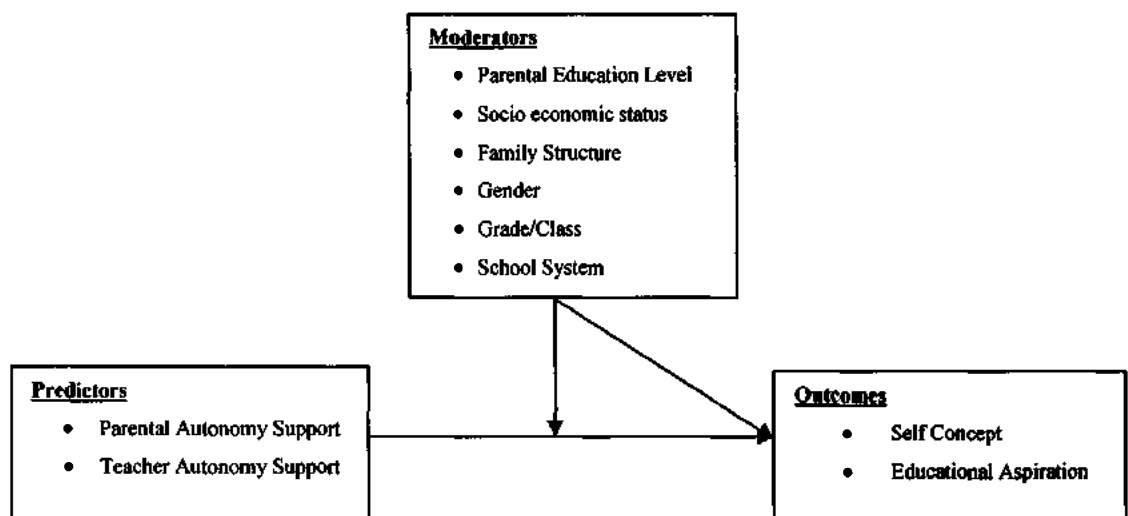 Moderators
• Parental Education Level
• Socio economic status
• Family Structure
• Gender
• Grade/Class
• School System
Predictors
• Parental Autonomy Support
• Teacher Autonomy Support
Outcomes
• Self Concept
• Educational Aspiration